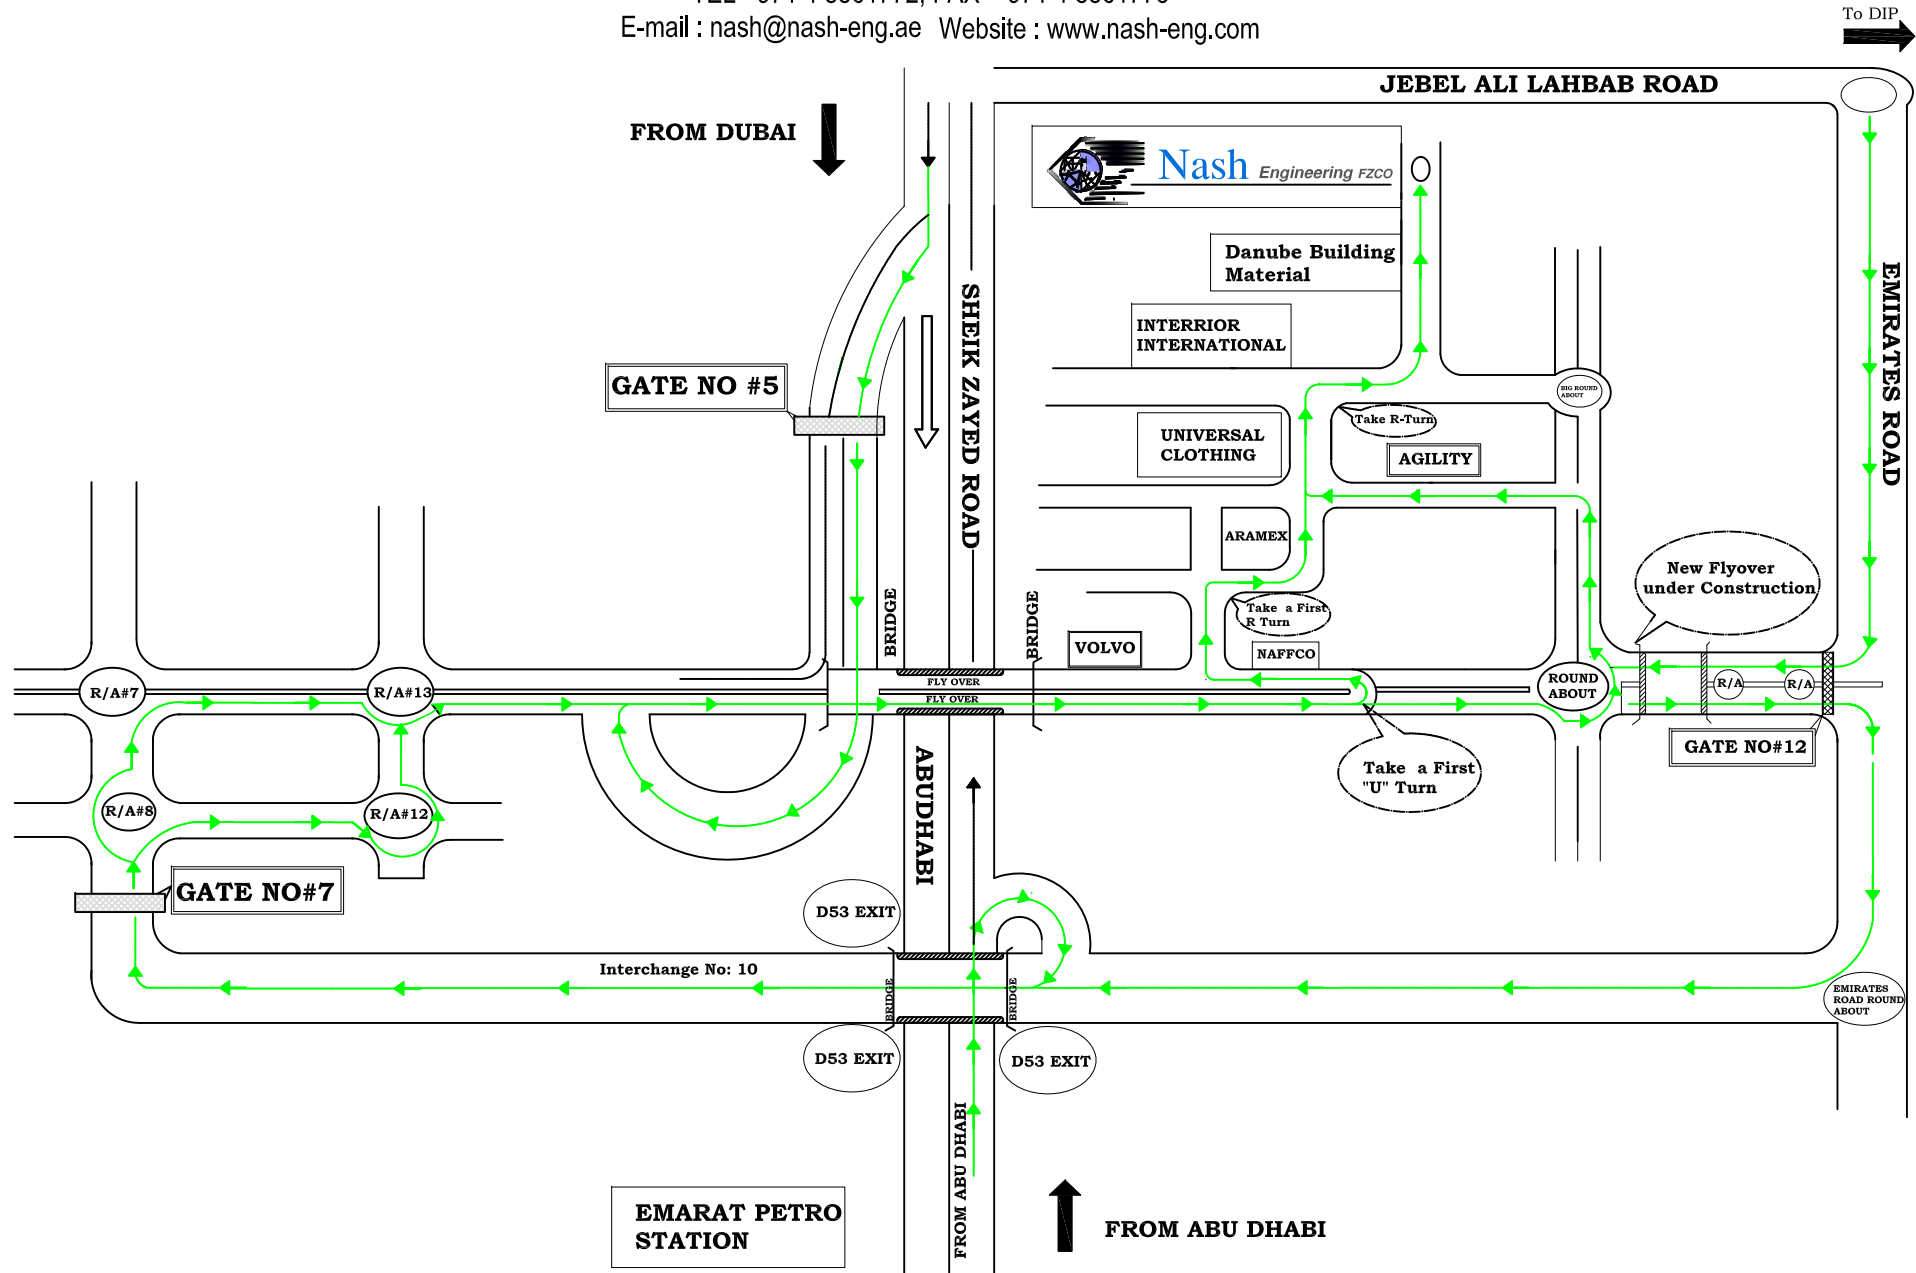 E-mail : nash@nash-eng.ae Website : www.nash-eng.com
To DIP
JEBEL ALI LAHBAB ROAD
FROM DUBAI
Nash Engineering FZCO
Danube Building
Material
INTERRIOR
INTERNATIONAL
SHEIK ZAYED ROAD
EMIRATES ROAD
GATE NO #5
BIG ROUND
ABOUT
Take R-Turn
UNIVERSAL
CLOTHING
AGILITY
ARAMEX
New Flyover
under Construction
BRIDGE
BRIDGE
Take a First
R Turn
VOLVO
NAFFCO
R/A#7
R/A#13
FLY OVER
FLY OVER
ROUND
ABOUT
R/A
R/A
GATE NO#12
Take a First
"U" Turn
ABUDHABI
R/A#8
R/A#12
GATE NO#7
D53 EXIT
Interchange No: 10
BRIDGE
BRIDGE
EMIRATES
ROAD ROUND
ABOUT
D53 EXIT
D53 EXIT
FROM ABU DHABI
EMARAT PETRO
STATION
FROM ABU DHABI